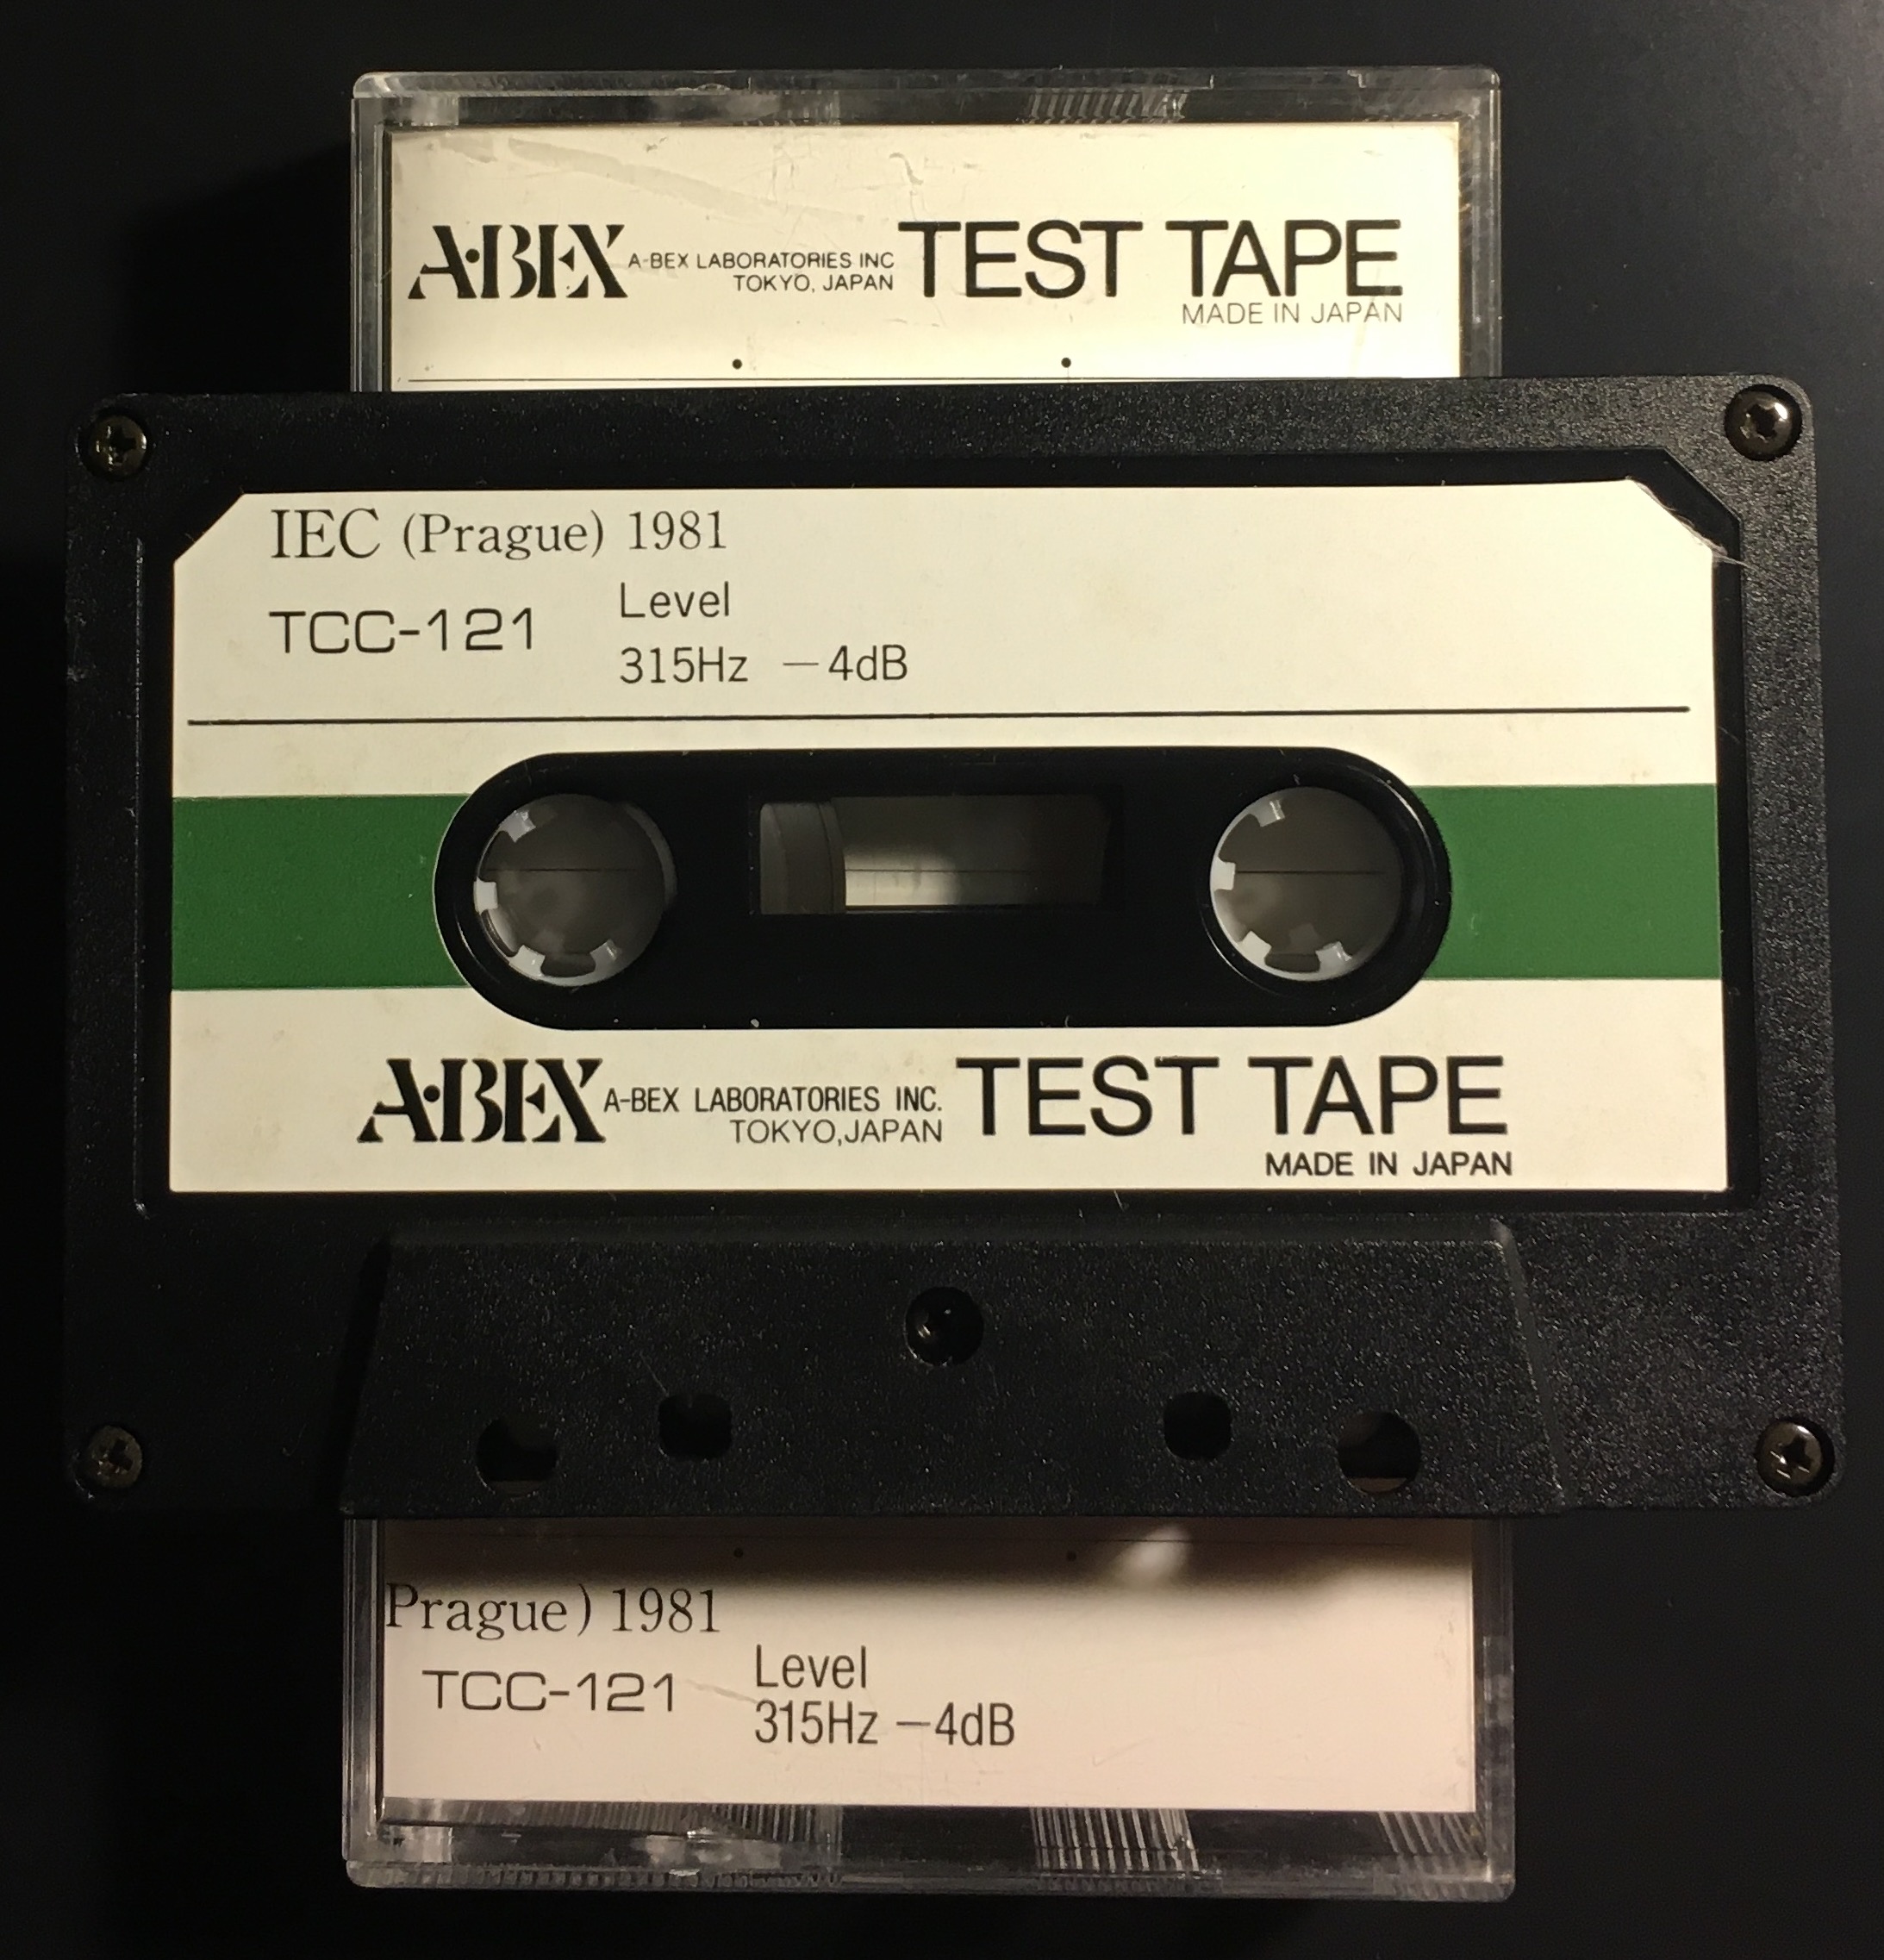 A·BEX A-BEX LABORATORIES INC TEST TAPE
TOKYO, JAPAN
MADE IN JAPAN
IEC (Prague) 1981
TCC-121 Level
315Hz －4dB
A·BEX A-BEX LABORATORIES INC. TEST TAPE
TOKYO,JAPAN
MADE IN JAPAN
Prague) 1981
TCC-121 Level
315Hz －4dB